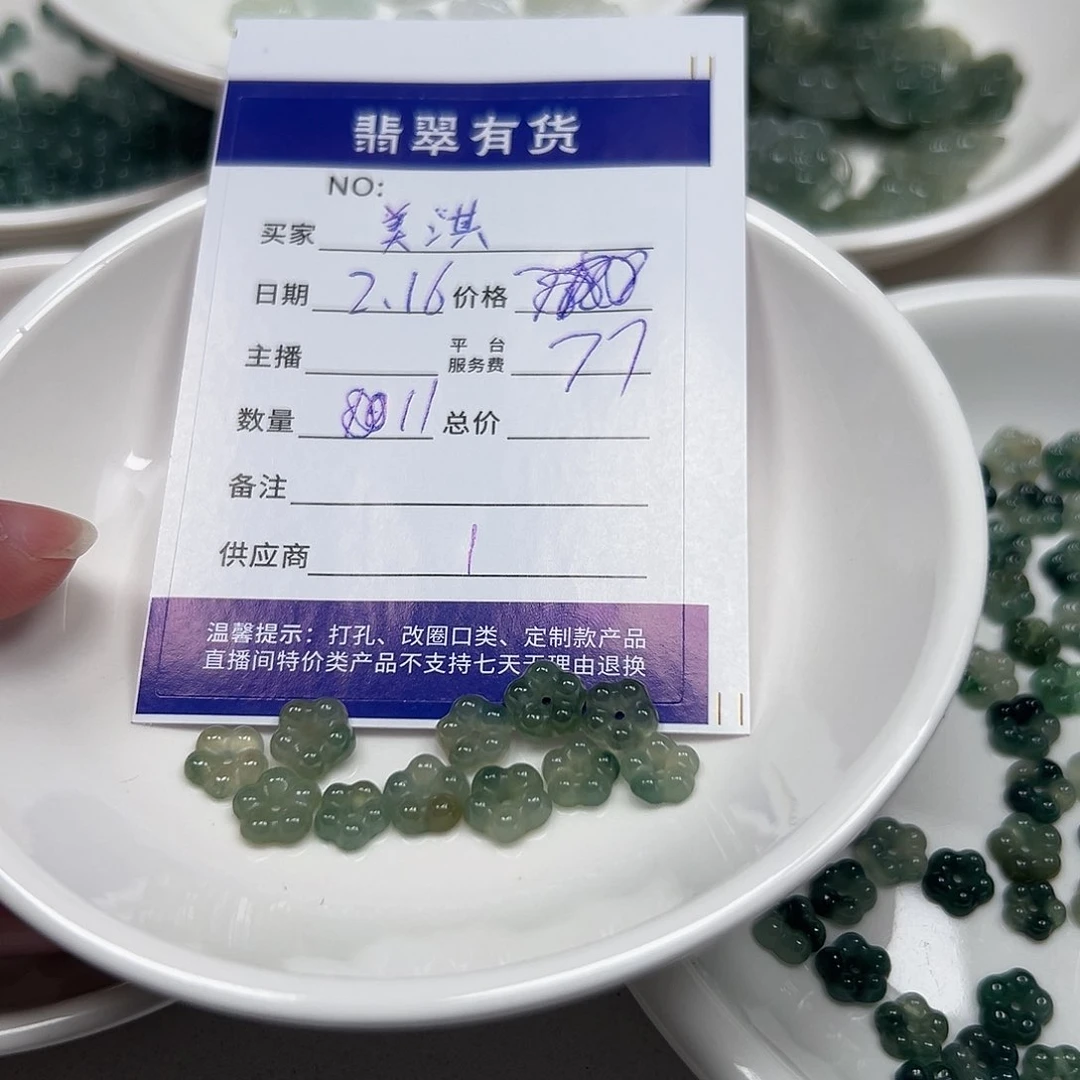 翡翠有货
NO:
买家 美淇
日期 2.16 价格
主播 平台服务费 77
数量 11 总价
备注
供应商 1
温馨提示：打孔、改圈口类、定制款产品
直播间特价类产品不支持七天无理由退换